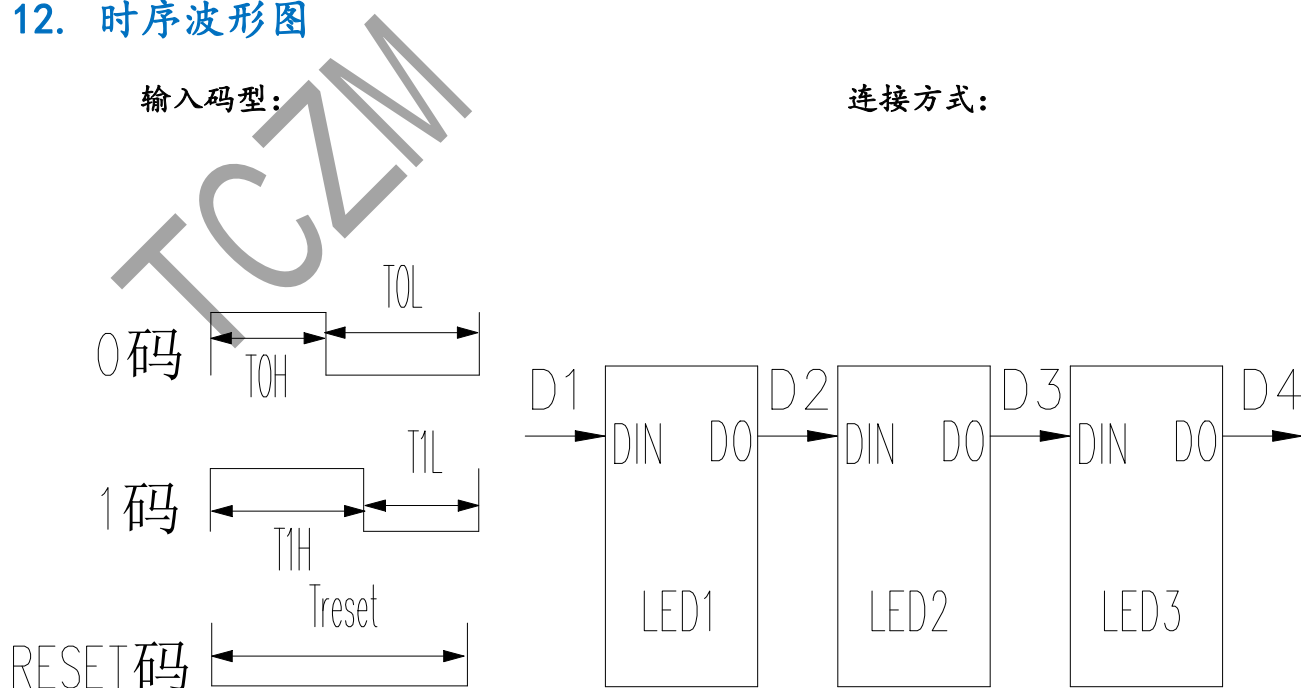 12. 时序波形图
输入码型:
连接方式:
TCZM
T0L
0码
T0H
T1L
1码
T1H
Treset
RESET码
D1
D2
D3
D4
DIN DO
DIN DO
DIN DO
LED1
LED2
LED3